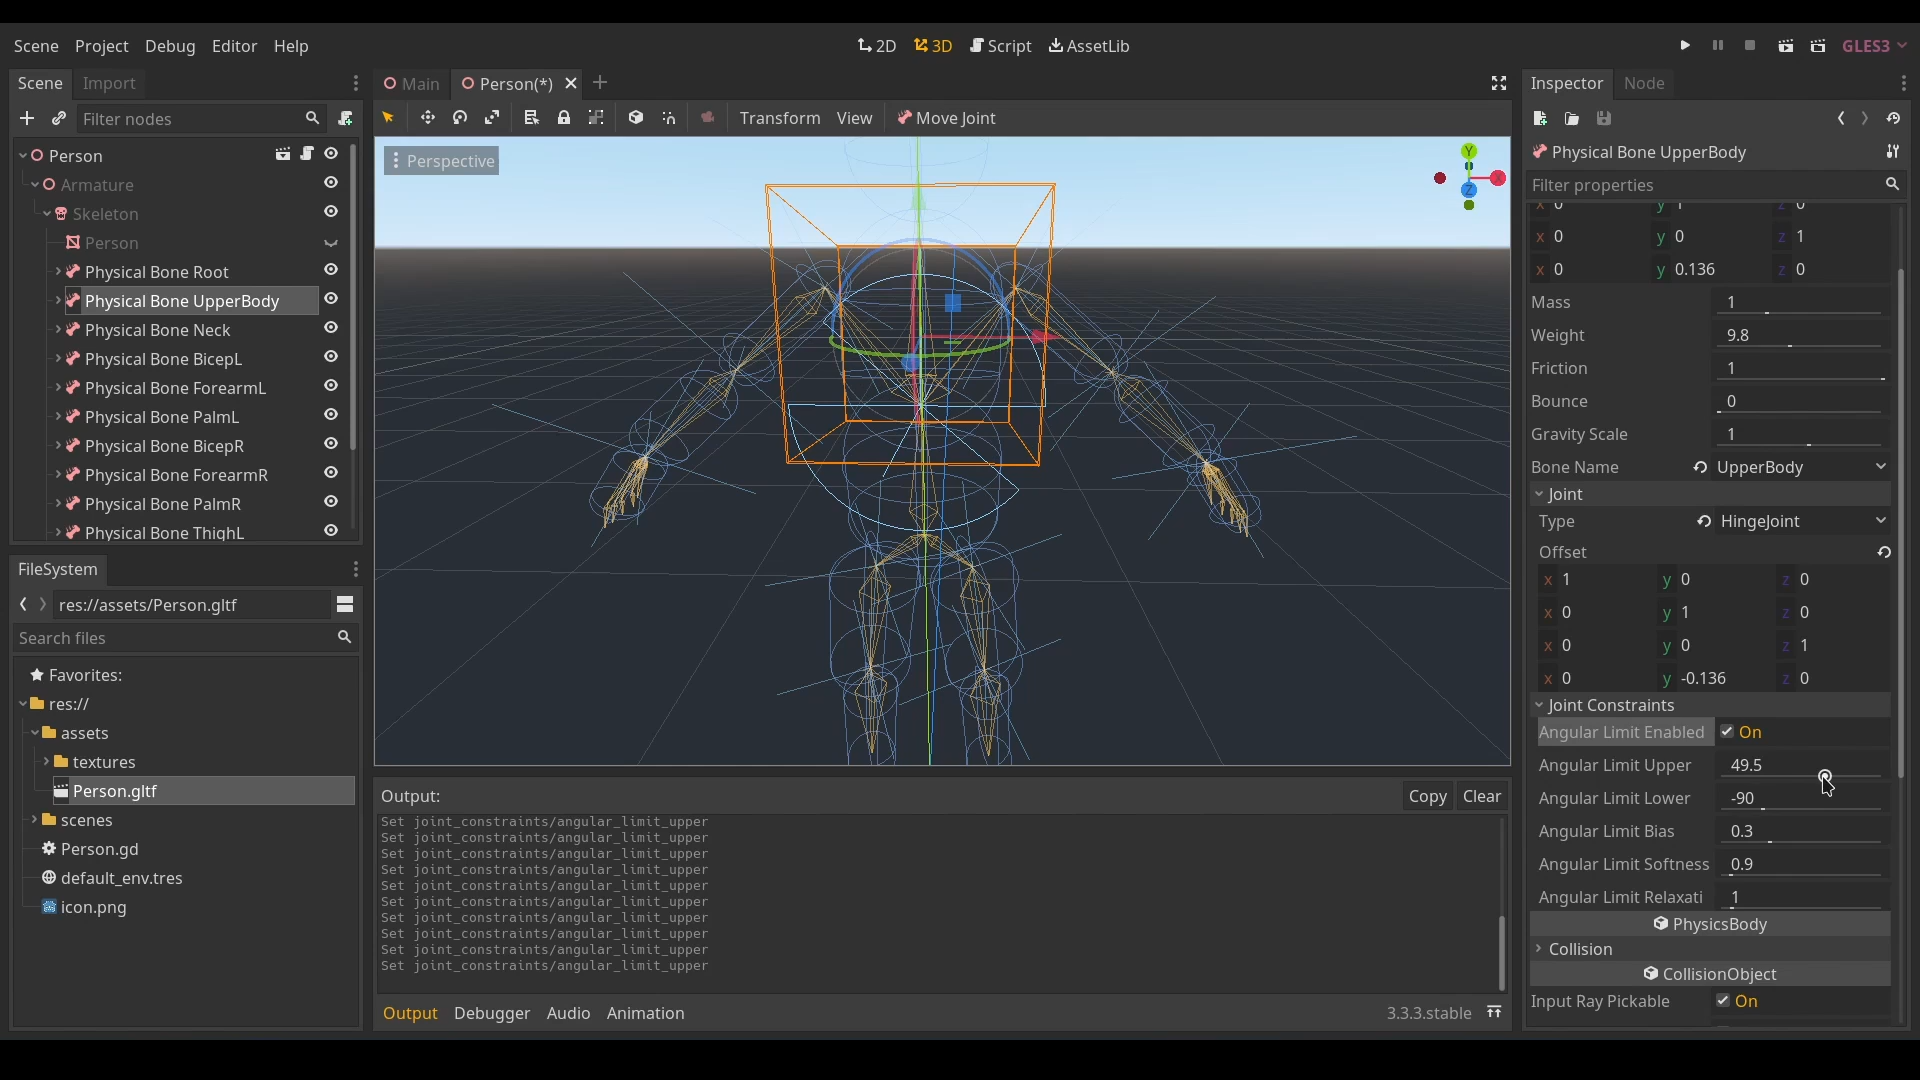 Scene Project Debug Editor Help
2D 3D Script AssetLib
GLES3
Scene Import
Filter nodes
Person
Armature
Skeleton
Person
Physical Bone Root
Physical Bone UpperBody
Physical Bone Neck
Physical Bone BicepL
Physical Bone ForearmL
Physical Bone PalmL
Physical Bone BicepR
Physical Bone ForearmR
Physical Bone PalmR
Physical Bone ThighL
FileSystem
res://assets/Person.gltf
Search files
Favorites:
res://
assets
textures
Person.gltf
scenes
Person.gd
default_env.tres
icon.png
Main Person(*)
Transform View Move Joint
Perspective
Y
X
Z
Output:
Copy Clear
Set joint_constraints/angular_limit_upper
Set joint_constraints/angular_limit_upper
Set joint_constraints/angular_limit_upper
Set joint_constraints/angular_limit_upper
Set joint_constraints/angular_limit_upper
Set joint_constraints/angular_limit_upper
Set joint_constraints/angular_limit_upper
Set joint_constraints/angular_limit_upper
Set joint_constraints/angular_limit_upper
Set joint_constraints/angular_limit_upper
Output Debugger Audio Animation
3.3.3.stable
Inspector Node
Physical Bone UpperBody
Filter properties
x 0 y 1 z 0
x 0 y 0 z 1
x 0 y 0.136 z 0
Mass 1
Weight 9.8
Friction 1
Bounce 0
Gravity Scale 1
Bone Name UpperBody
Joint
Type HingeJoint
Offset
x 1 y 0 z 0
x 0 y 1 z 0
x 0 y 0 z 1
x 0 y -0.136 z 0
Joint Constraints
Angular Limit Enabled On
Angular Limit Upper 49.5
Angular Limit Lower -90
Angular Limit Bias 0.3
Angular Limit Softness 0.9
Angular Limit Relaxati 1
PhysicsBody
Collision
CollisionObject
Input Ray Pickable On